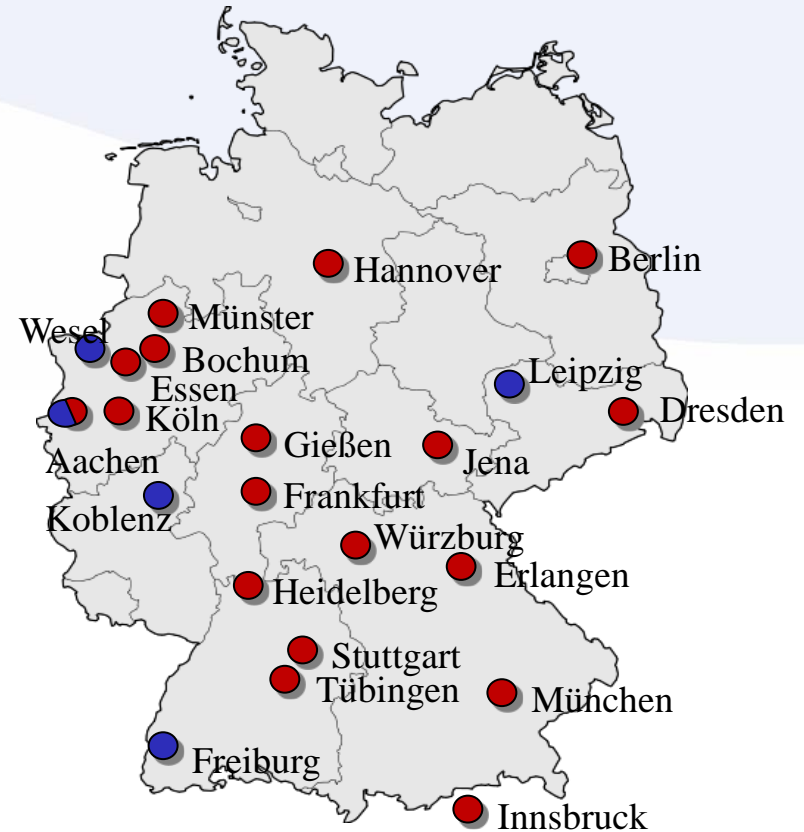 Hannover
Berlin
Münster
Wesel
Bochum
Leipzig
Essen
Köln
Dresden
Gießen
Aachen
Jena
Frankfurt
Koblenz
Würzburg
Erlangen
Heidelberg
Stuttgart
Tübingen
München
Freiburg
Innsbruck